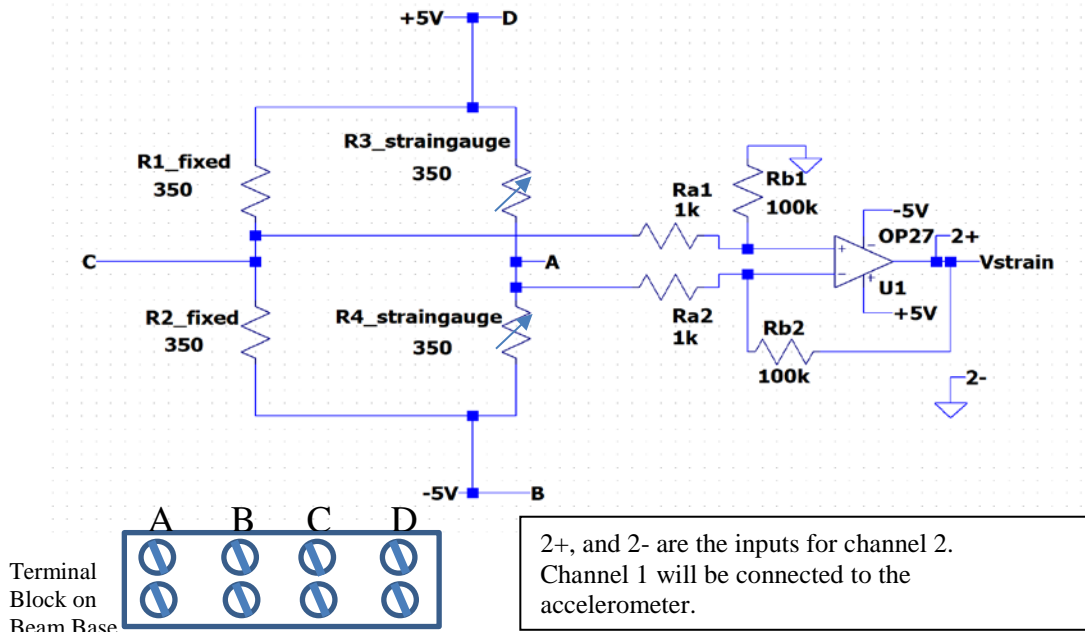 +5V D
R1_fixed
350
R3_straingauge
350
Ra1
1k
Rb1
100k
-5V
OP27
2+
C
A
Vstrain
U1
+5V
R2_fixed
350
R4_straingauge
350
Ra2
1k
Rb2
100k
2-
-5V B
A B C D
Terminal
Block on
Beam Base
2+, and 2- are the inputs for channel 2.
Channel 1 will be connected to the
accelerometer.